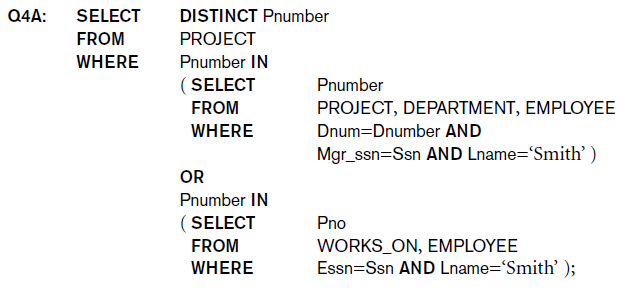 Q4A: SELECT DISTINCT Pnumber
FROM PROJECT
WHERE Pnumber IN
( SELECT Pnumber
FROM PROJECT, DEPARTMENT, EMPLOYEE
WHERE Dnum=Dnumber AND
Mgr_ssn=Ssn AND Lname=‘Smith’ )
OR
Pnumber IN
( SELECT Pno
FROM WORKS_ON, EMPLOYEE
WHERE Essn=Ssn AND Lname=‘Smith’ );